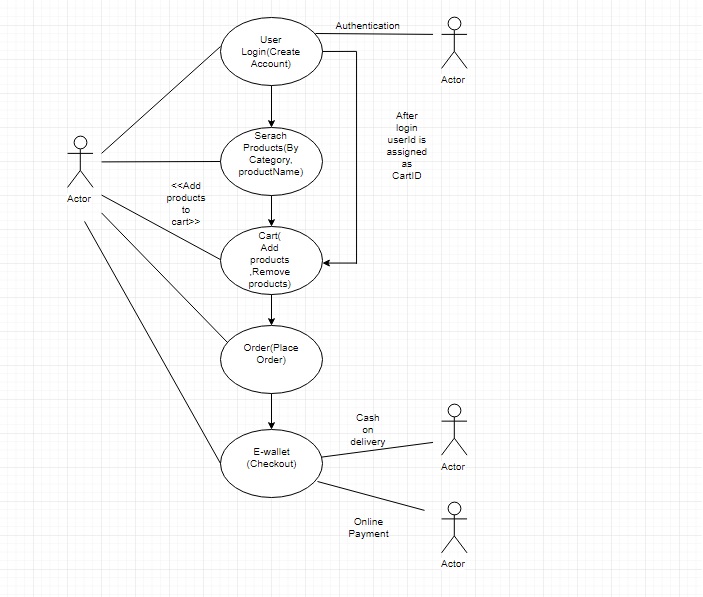 Authentication
User
Login(Create
Account)
Actor
After
login
userId is
assigned
as
CartID
Serach
Products(By
Category,
productName)
Actor
<<Add
products
to
cart>>
Cart(
Add
products
,Remove
products)
Order(Place
Order)
Cash
on
delivery
E-wallet
(Checkout)
Actor
Online
Payment
Actor